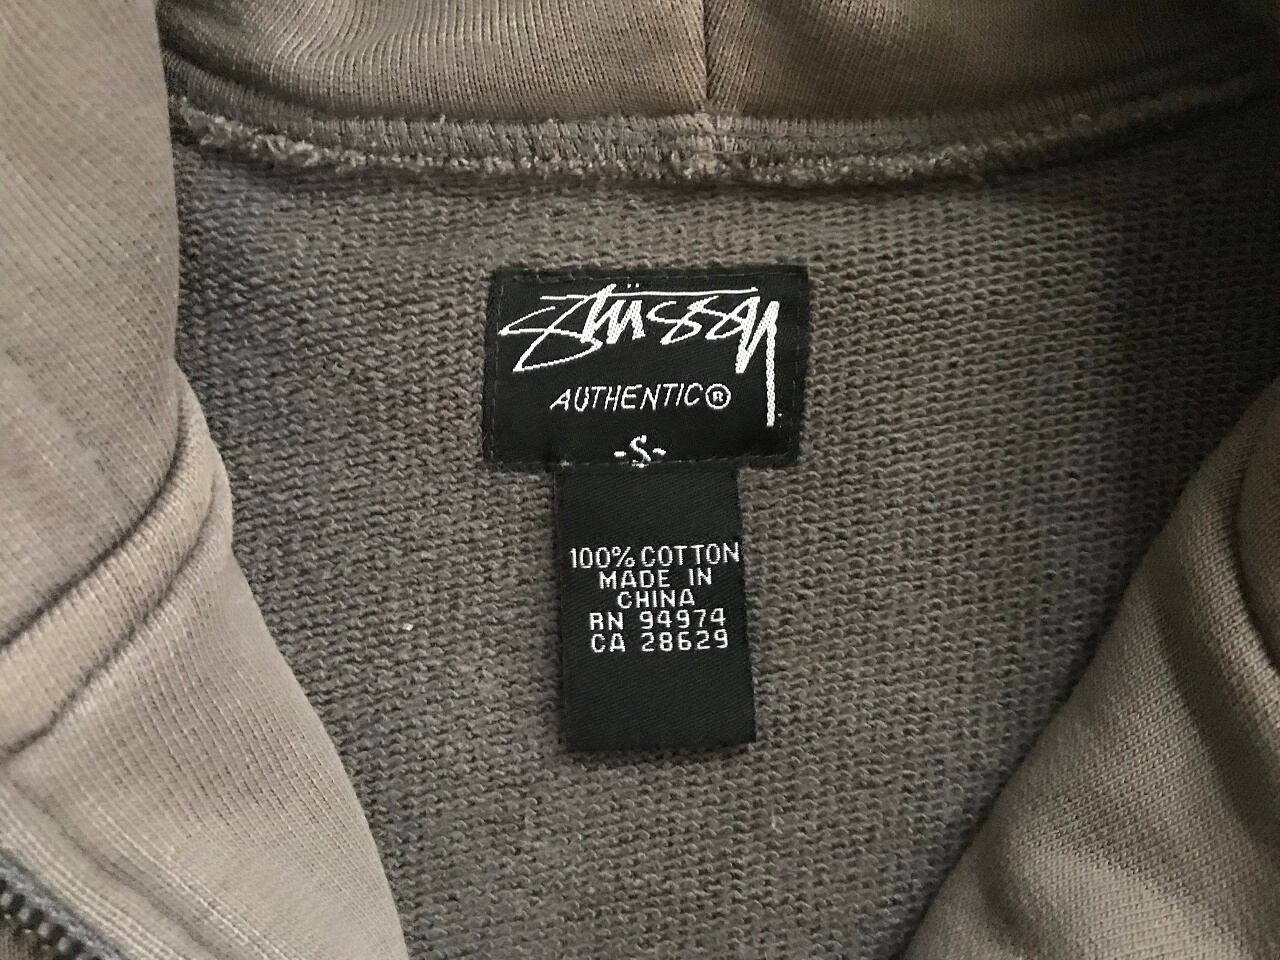 Stüssy
AUTHENTIC®
-S-
100% COTTON
MADE IN
CHINA
RN 94974
CA 28629